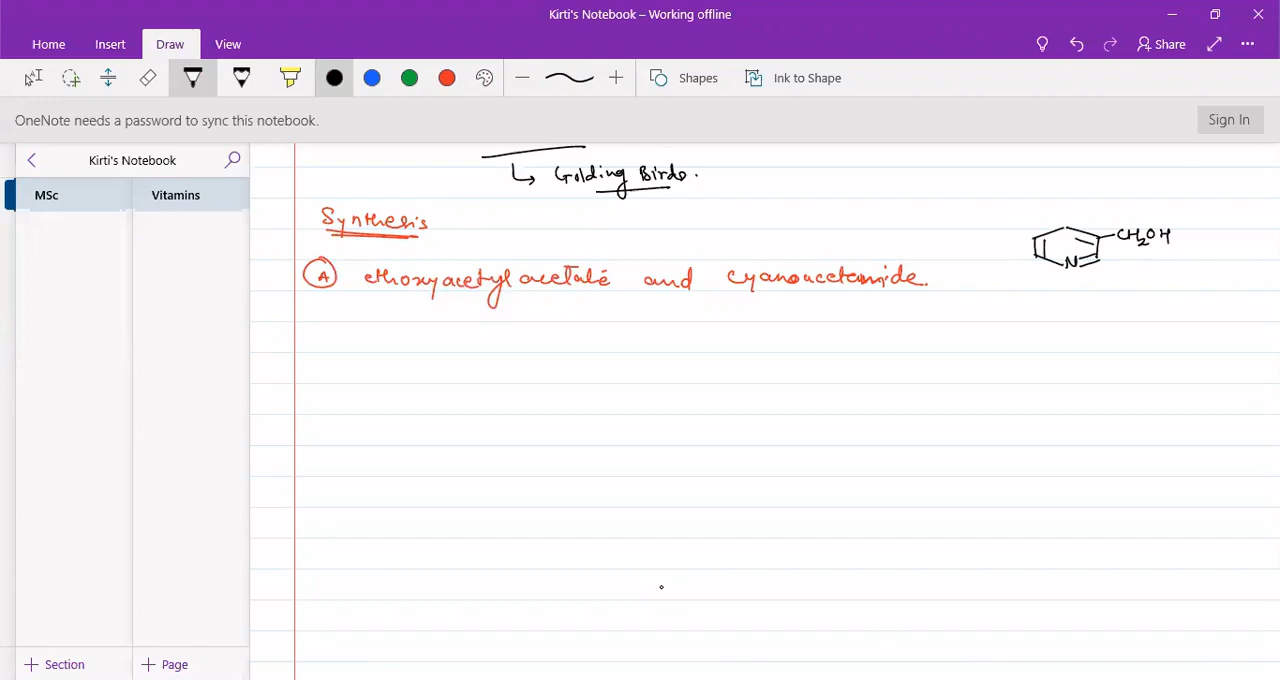 Kirti's Notebook – Working offline
Home Insert Draw View Share
Shapes Ink to Shape
OneNote needs a password to sync this notebook. Sign In
Kirti's Notebook
MSc Vitamins
Golding Birds.
Synthesis
CH2OH
N
A ethoxyacetylacetate and cyanoacetamide.
+ Section + Page